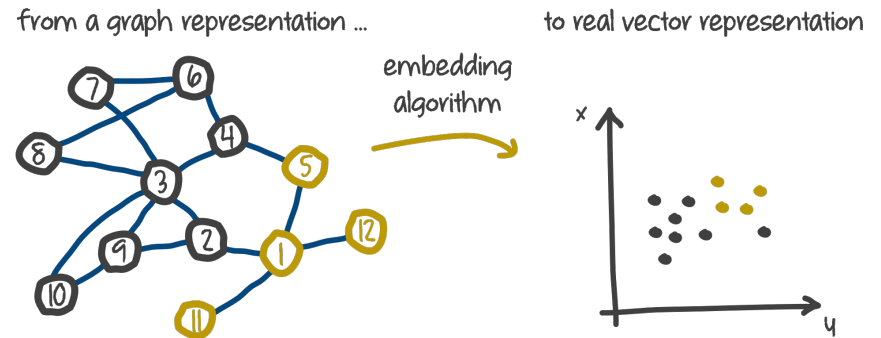 from a graph representation ...
to real vector representation
embedding
algorithm
x
7
6
4
8
5
3
12
2
9
1
10
11
y